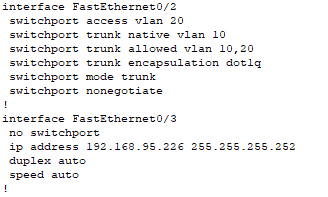 interface FastEthernet0/2
switchport access vlan 20
switchport trunk native vlan 10
switchport trunk allowed vlan 10,20
switchport trunk encapsulation dot1q
switchport mode trunk
switchport nonegotiate
!
interface FastEthernet0/3
no switchport
ip address 192.168.95.226 255.255.255.252
duplex auto
speed auto
!